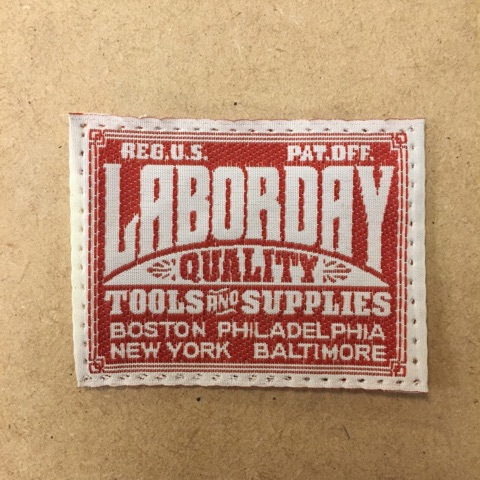 REG.U.S. PAT.OFF.
LABORDAY
QUALITY
TOOLS AND SUPPLIES
BOSTON PHILADELPHIA
NEW YORK BALTIMORE